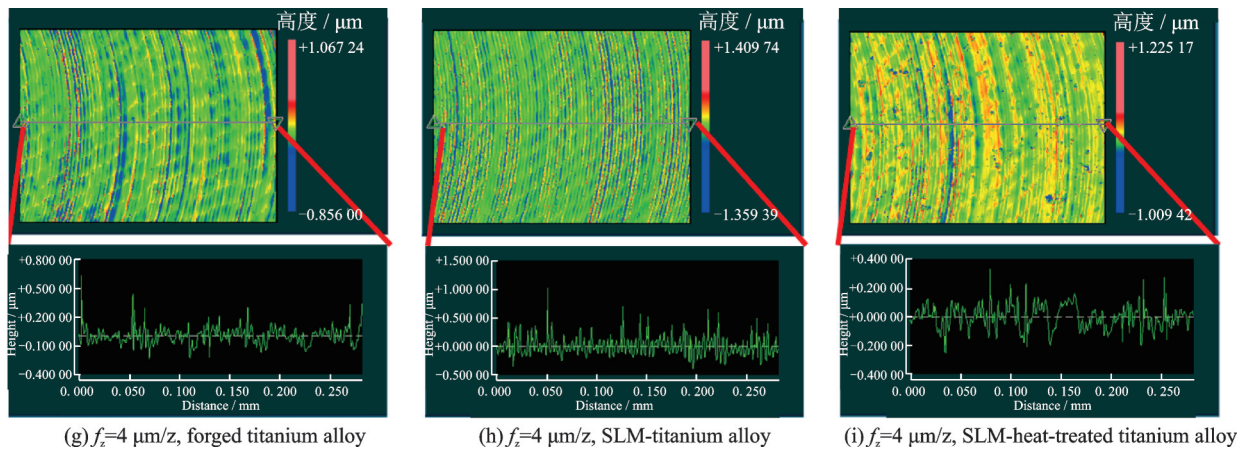 高度 / μm
+1.067 24
−0.856 00
+0.800 00
+0.500 00
+0.200 00
−0.100 00
−0.400 00
Height / μm
0. 000 0. 050 0. 100 0. 150 0. 200 0. 250
Distance / mm
(g) fz=4 μm/z, forged titanium alloy
高度 / μm
+1.409 74
−1.359 39
+1.500 00
+1.000 00
+0.500 00
+0.000 00
−0.500 00
Height / μm
0. 000 0. 050 0. 100 0. 150 0. 200 0. 250
Distance / mm
(h) fz=4 μm/z, SLM-titanium alloy
高度 / μm
+1.225 17
−1.009 42
+0.400 00
+0.200 00
+0.000 00
−0.200 00
−0.400 00
Height / μm
0. 000 0. 050 0. 100 0. 150 0. 200 0. 250
Distance / mm
(i) fz=4 μm/z, SLM-heat-treated titanium alloy